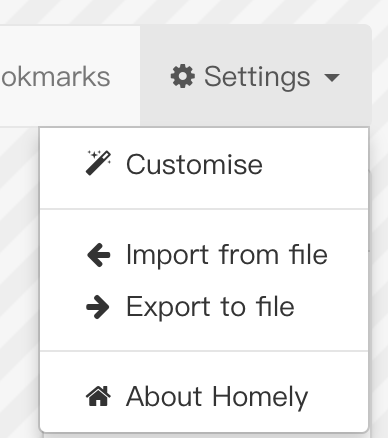 okmarks Settings
Customise
Import from file
Export to file
About Homely